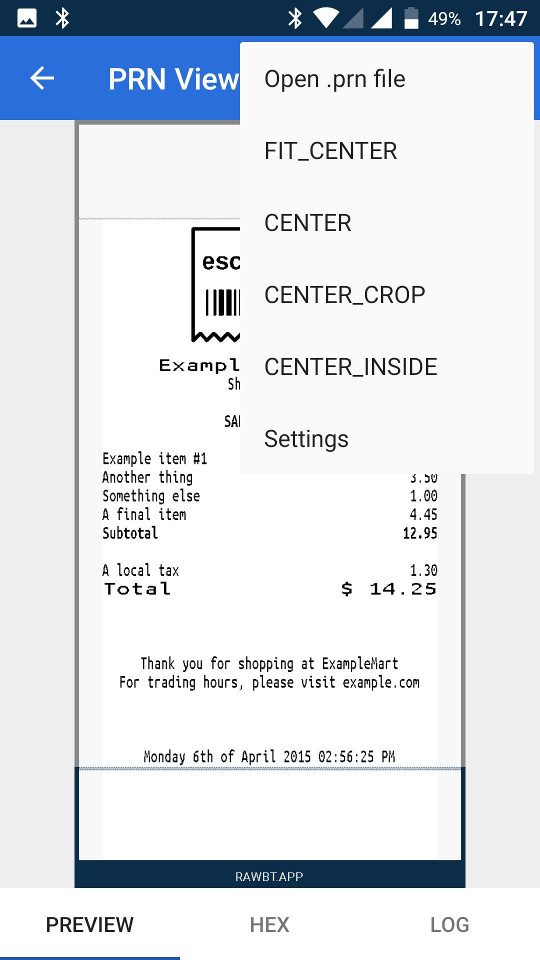 49% 17:47
PRN View
Open .prn file
FIT_CENTER
CENTER
CENTER_CROP
CENTER_INSIDE
Settings
esc
Exampl
Sh
SAL
Example item #1
Another thing 3.50
Something else 1.00
A final item 4.45
Subtotal 12.95
A local tax 1.30
Total $ 14.25
Thank you for shopping at ExampleMart
For trading hours, please visit example.com
Monday 6th of April 2015 02:56:25 PM
RAWBT.APP
PREVIEW HEX LOG